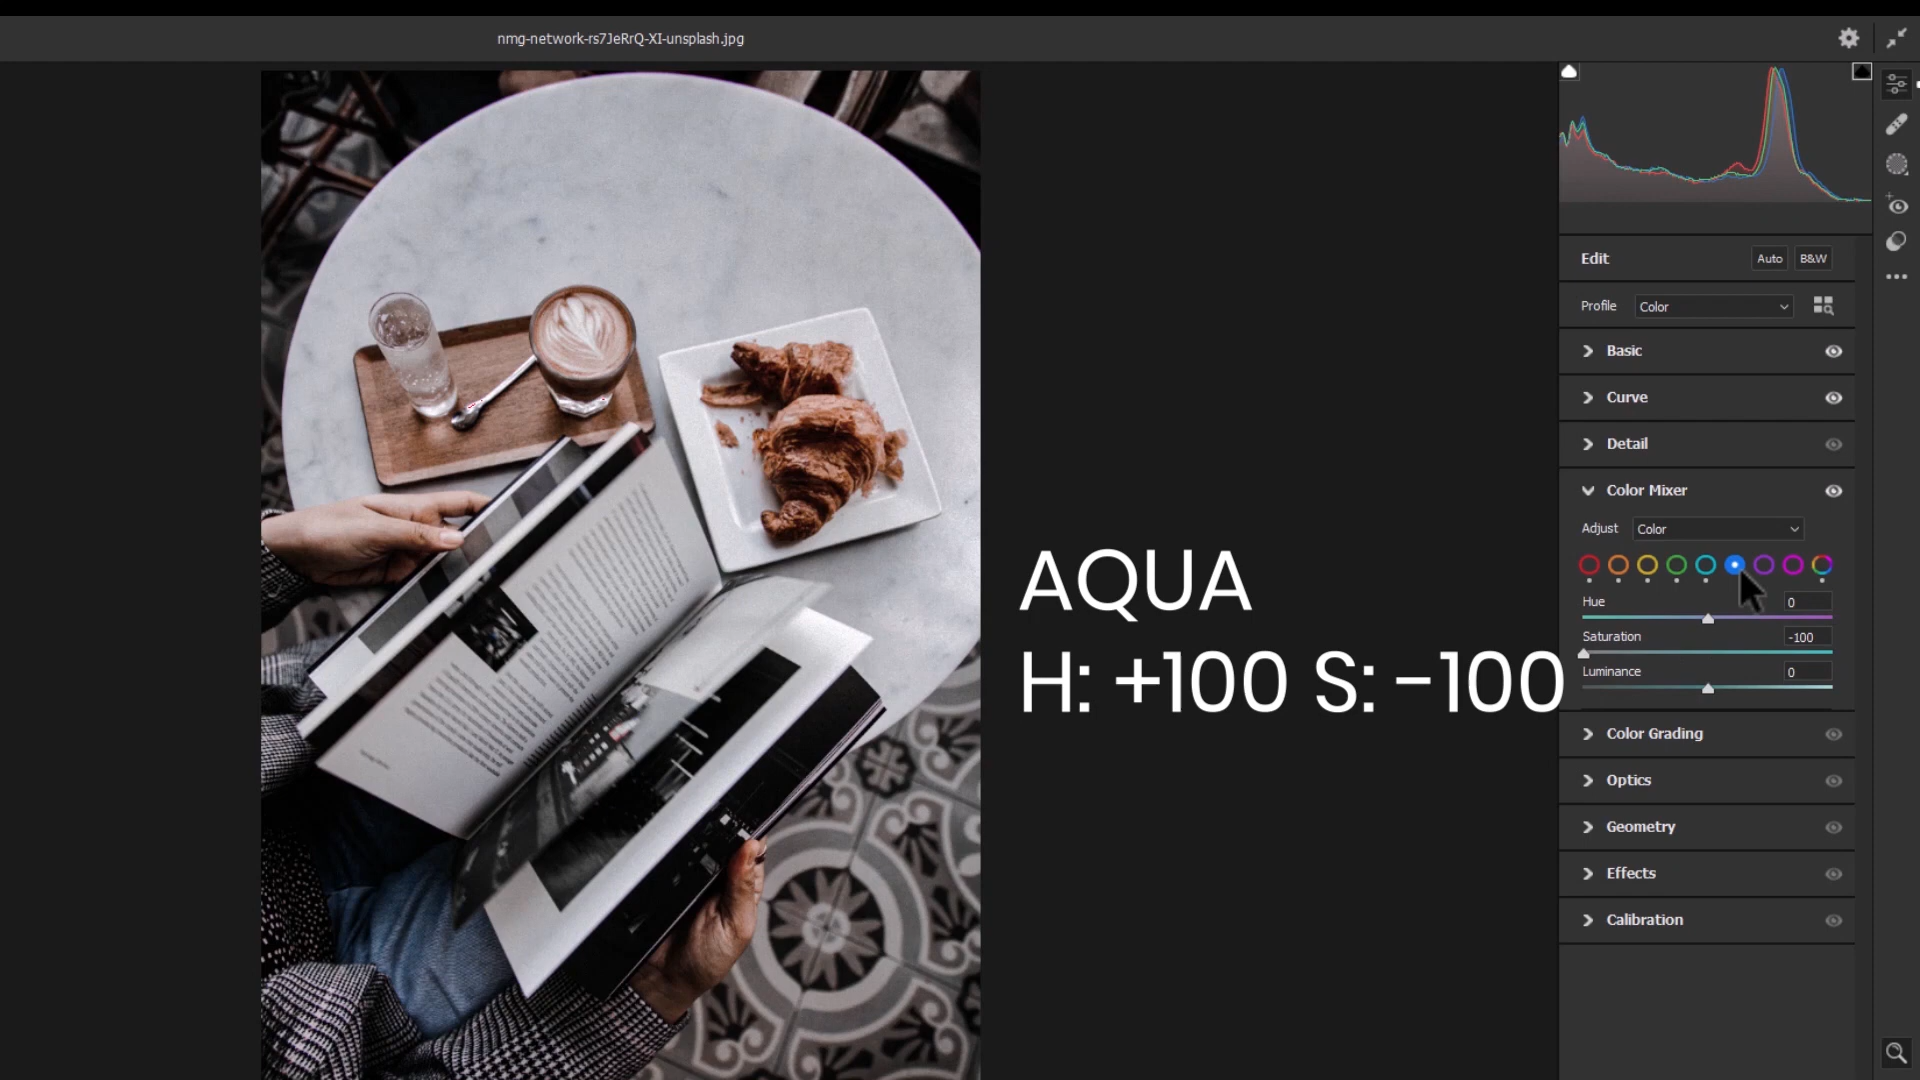 nmg-network-rs7JeRrQ-XI-unsplash.jpg
Edit
Auto
B&W
Profile
Color
Basic
Curve
Detail
Color Mixer
Adjust
Color
Hue
0
Saturation
-100
Luminance
0
AQUA
H: +100 S: -100
Color Grading
Optics
Geometry
Effects
Calibration